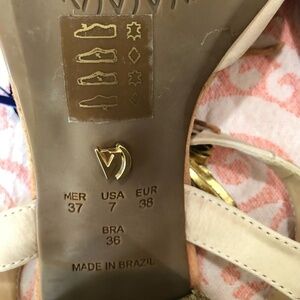 MER USA EUR
37 7 38
BRA
36
MADE IN BRAZIL